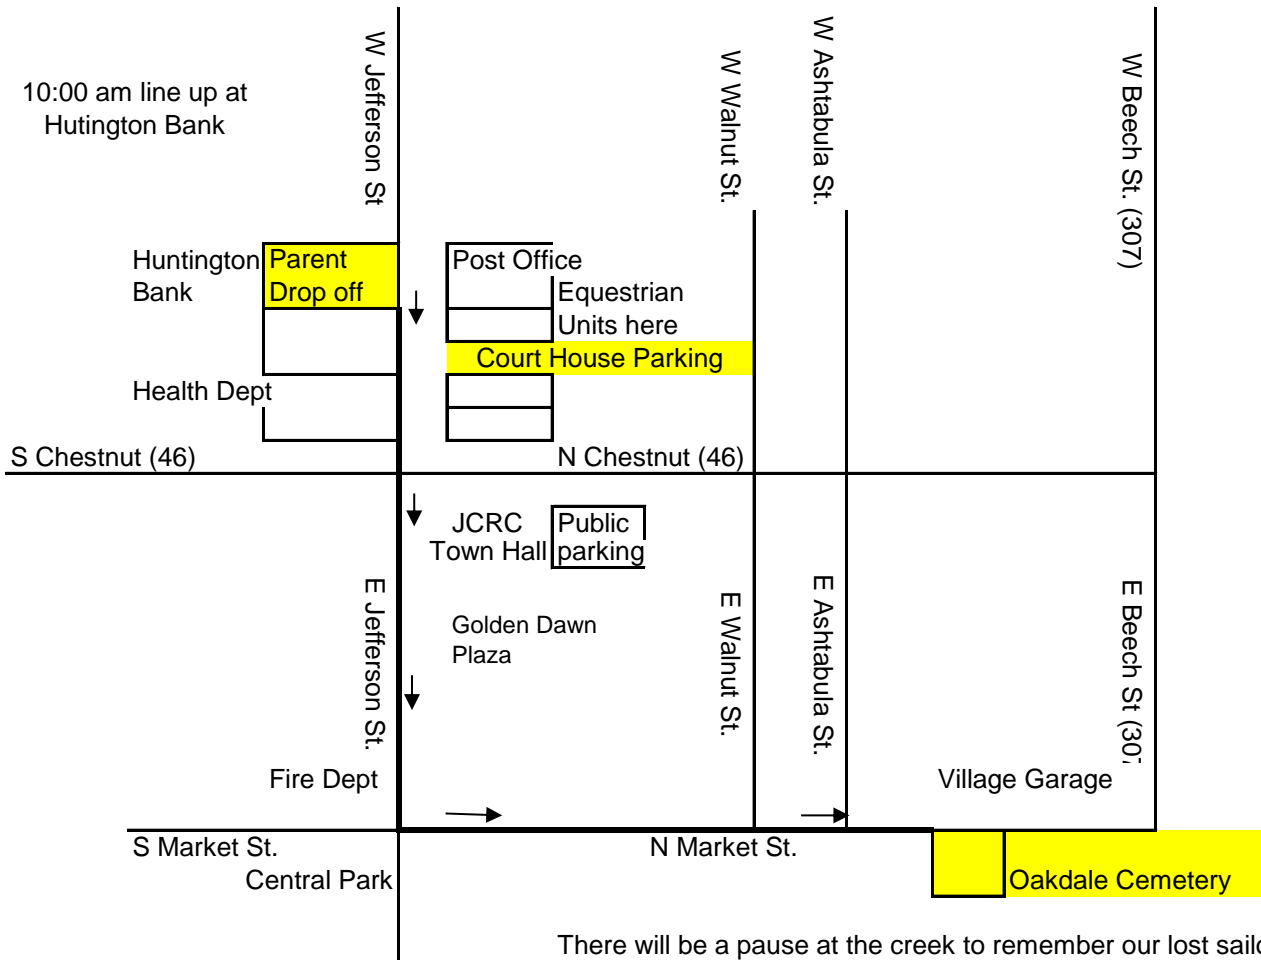 10:00 am line up at
Hutington Bank
W Jefferson St
W Walnut St.
W Ashtabula St.
W Beech St. (307)
Huntington
Bank
Parent
Drop off
Post Office
Equestrian
Units here
Court House Parking
Health Dept
S Chestnut (46)
N Chestnut (46)
JCRC
Town Hall
Public
parking
E Jefferson St.
Golden Dawn
Plaza
E Walnut St.
E Ashtabula St.
E Beech St (307
Fire Dept
Village Garage
S Market St.
N Market St.
Central Park
Oakdale Cemetery
There will be a pause at the creek to remember our lost